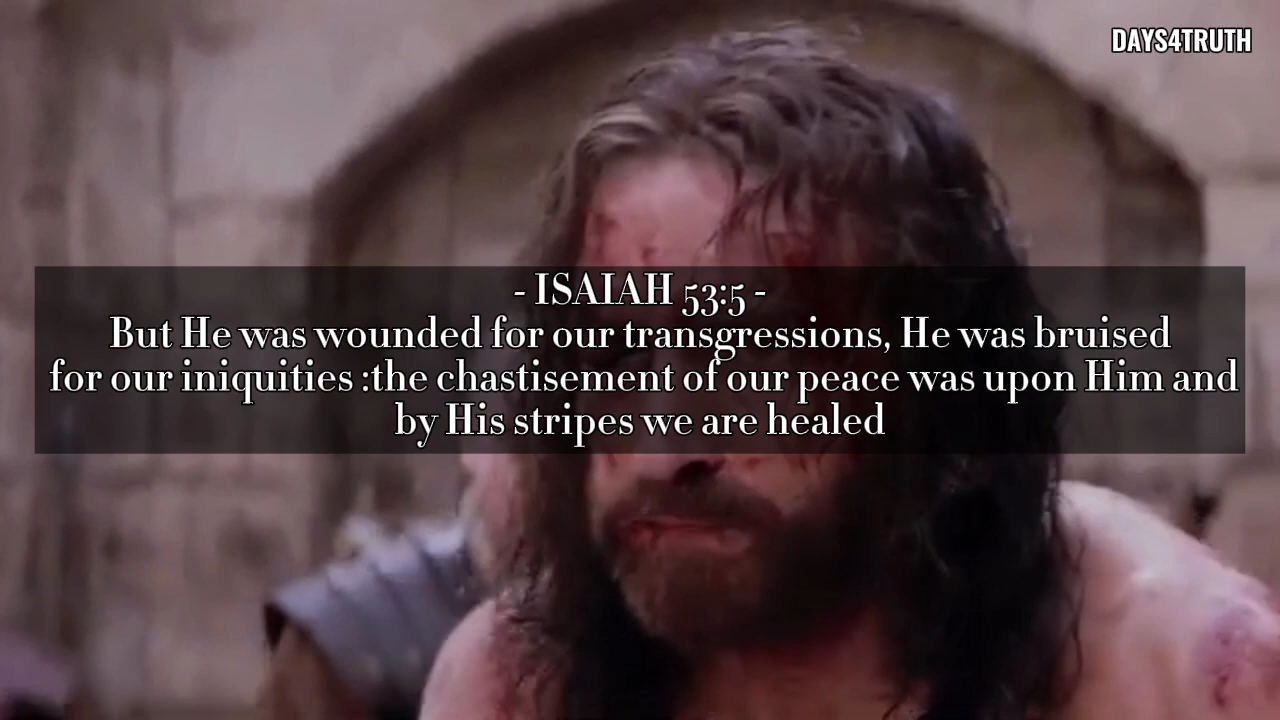 DAYS4TRUTH
- ISAIAH 53:5 -
But He was wounded for our transgressions, He was bruised
for our iniquities :the chastisement of our peace was upon Him and
by His stripes we are healed